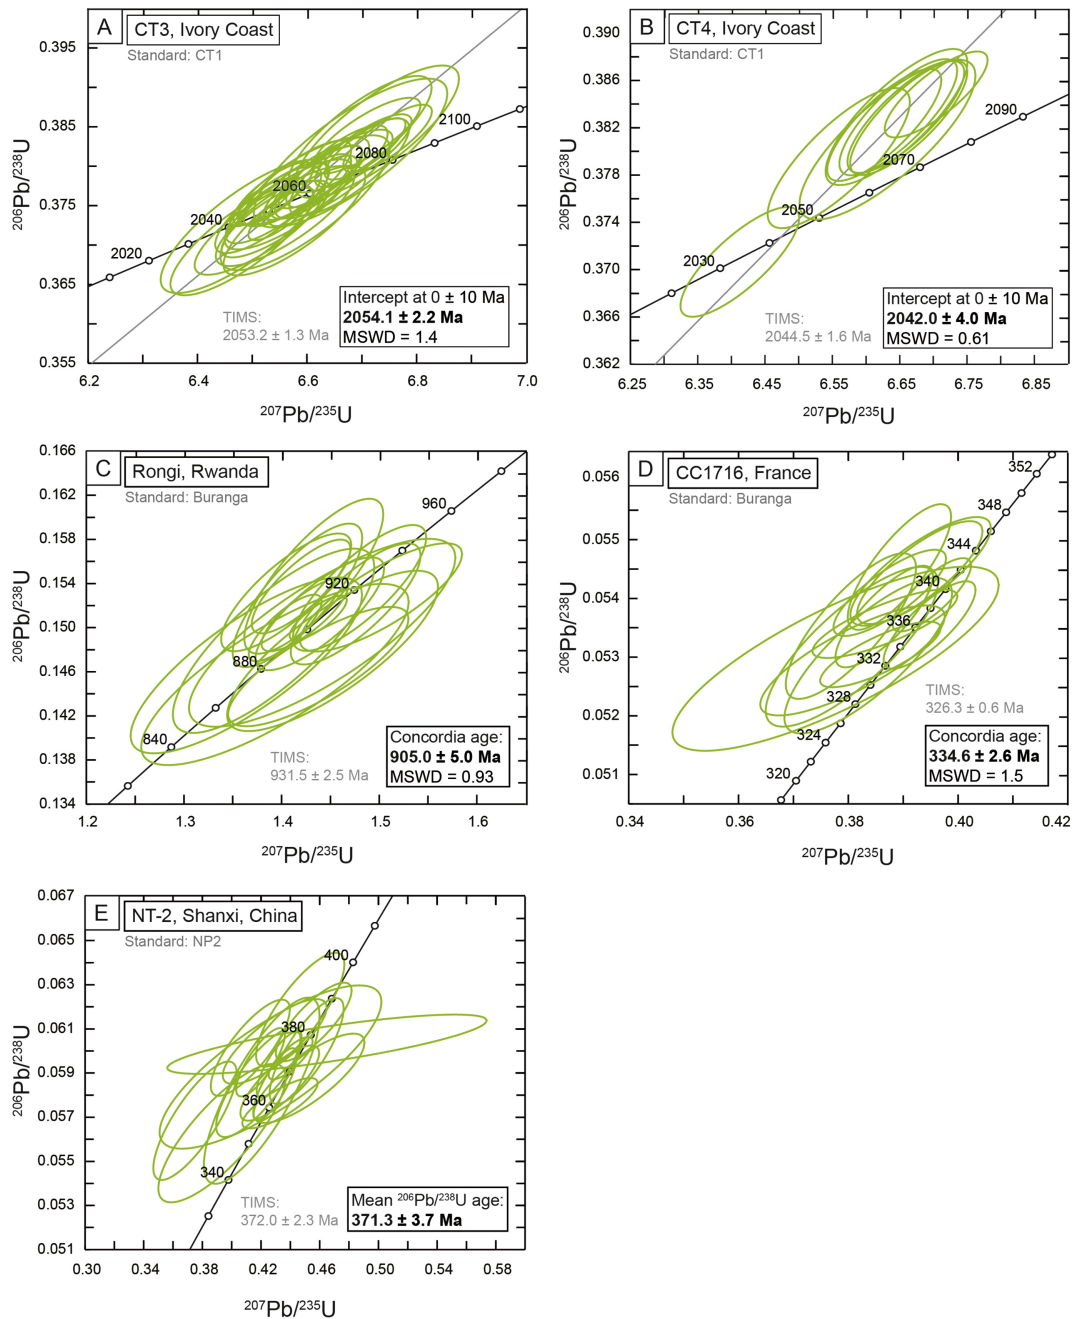 A
CT3, Ivory Coast
Standard: CT1
0.395
0.385
0.375
0.365
0.355
206Pb/238U
2020
2040
2060
2080
2100
TIMS:
2053.2 ± 1.3 Ma
Intercept at 0 ± 10 Ma
2054.1 ± 2.2 Ma
MSWD = 1.4
6.2
6.4
6.6
6.8
7.0
207Pb/235U
B
CT4, Ivory Coast
Standard: CT1
0.390
0.386
0.382
0.378
0.374
0.370
0.366
0.362
206Pb/238U
2030
2050
2070
2090
TIMS:
2044.5 ± 1.6 Ma
Intercept at 0 ± 10 Ma
2042.0 ± 4.0 Ma
MSWD = 0.61
6.25
6.35
6.45
6.55
6.65
6.75
6.85
207Pb/235U
C
Rongi, Rwanda
Standard: Buranga
0.166
0.162
0.158
0.154
0.150
0.146
0.142
0.138
0.134
206Pb/238U
840
880
920
960
TIMS:
931.5 ± 2.5 Ma
Concordia age:
905.0 ± 5.0 Ma
MSWD = 0.93
1.2
1.3
1.4
1.5
1.6
207Pb/235U
D
CC1716, France
Standard: Buranga
0.056
0.055
0.054
0.053
0.052
0.051
206Pb/238U
320
324
328
332
336
340
344
348
352
TIMS:
326.3 ± 0.6 Ma
Concordia age:
334.6 ± 2.6 Ma
MSWD = 1.5
0.34
0.36
0.38
0.40
0.42
207Pb/235U
E
NT-2, Shanxi, China
Standard: NP2
0.067
0.065
0.063
0.061
0.059
0.057
0.055
0.053
0.051
206Pb/238U
340
360
380
400
TIMS:
372.0 ± 2.3 Ma
Mean 206Pb/238U age:
371.3 ± 3.7 Ma
0.30
0.34
0.38
0.42
0.46
0.50
0.58
207Pb/235U